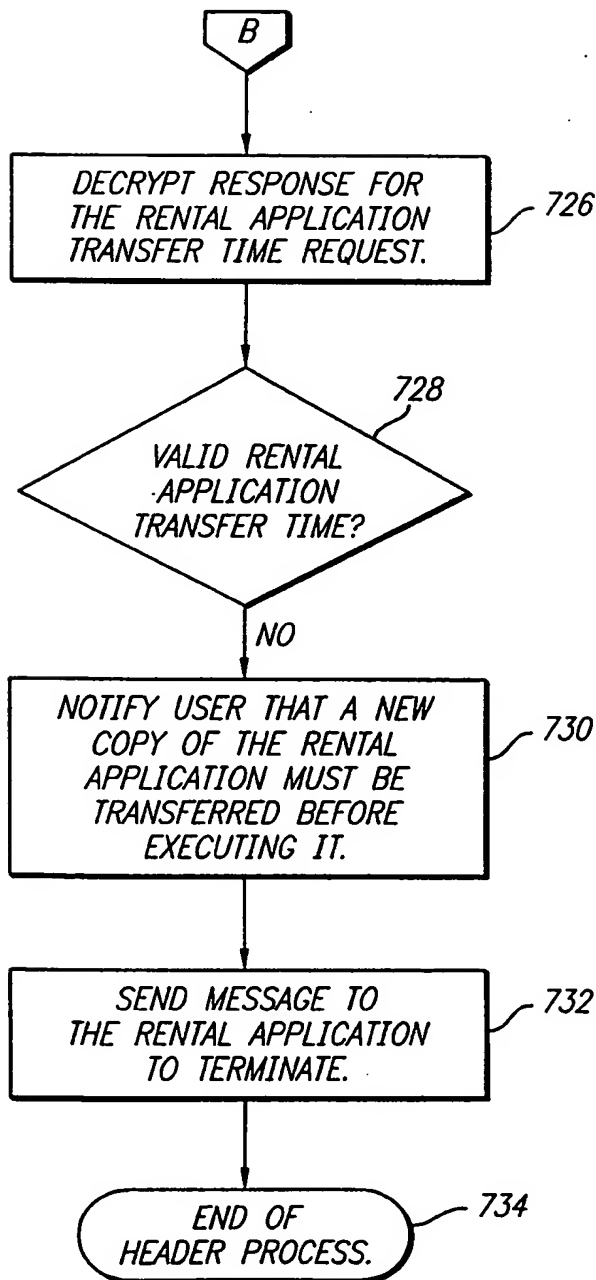 B
DECRYPT RESPONSE FOR
THE RENTAL APPLICATION
TRANSFER TIME REQUEST.
726
728
VALID RENTAL
APPLICATION
TRANSFER TIME?
NO
NOTIFY USER THAT A NEW
COPY OF THE RENTAL
APPLICATION MUST BE
TRANSFERRED BEFORE
EXECUTING IT.
730
SEND MESSAGE TO
THE RENTAL APPLICATION
TO TERMINATE.
732
END OF
HEADER PROCESS.
734